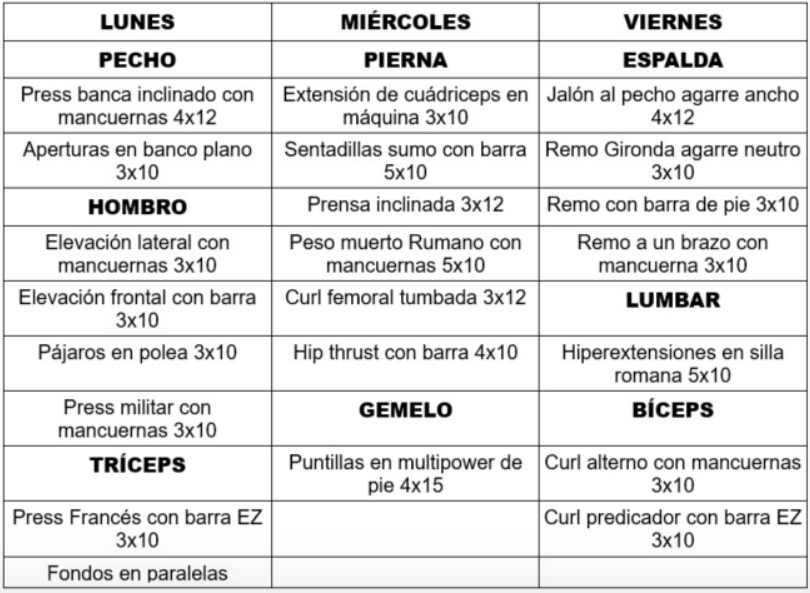 LUNES MIÉRCOLES VIERNES
PECHO PIERNA ESPALDA
Press banca inclinado con Extensión de cuádriceps en Jalón al pecho agarre ancho
mancuernas 4x12 máquina 3x10 4x12
Aperturas en banco plano Sentadillas sumo con barra Remo Gironda agarre neutro
3x10 5x10 3x10
HOMBRO Prensa inclinada 3x12 Remo con barra de pie 3x10
Elevación lateral con Peso muerto Rumano con Remo a un brazo con
mancuernas 3x10 mancuernas 5x10 mancuerna 3x10
Elevación frontal con barra Curl femoral tumbada 3x12 LUMBAR
3x10
Pájaros en polea 3x10 Hip thrust con barra 4x10 Hiperextensiones en silla
romana 5x10
Press militar con GEMELO BÍCEPS
mancuernas 3x10
TRÍCEPS Puntillas en multipower de Curl alterno con mancuernas
pie 4x15 3x10
Press Francés con barra EZ Curl predicador con barra EZ
3x10 3x10
Fondos en paralelas